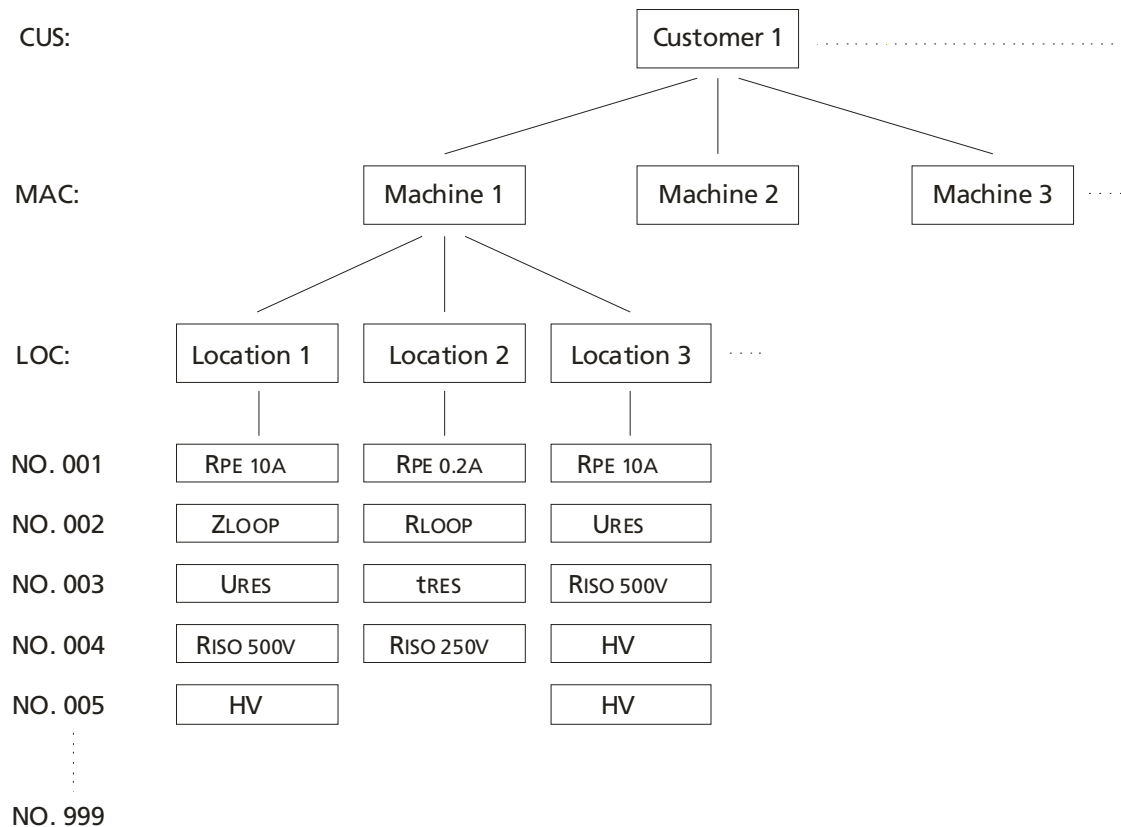 CUS: Customer 1
MAC: Machine 1 Machine 2 Machine 3
LOC: Location 1 Location 2 Location 3
NO. 001 RPE 10A RPE 0.2A RPE 10A
NO. 002 ZLOOP RLOOP URES
NO. 003 URES tRES RISO 500V
NO. 004 RISO 500V RISO 250V HV
NO. 005 HV HV
NO. 999